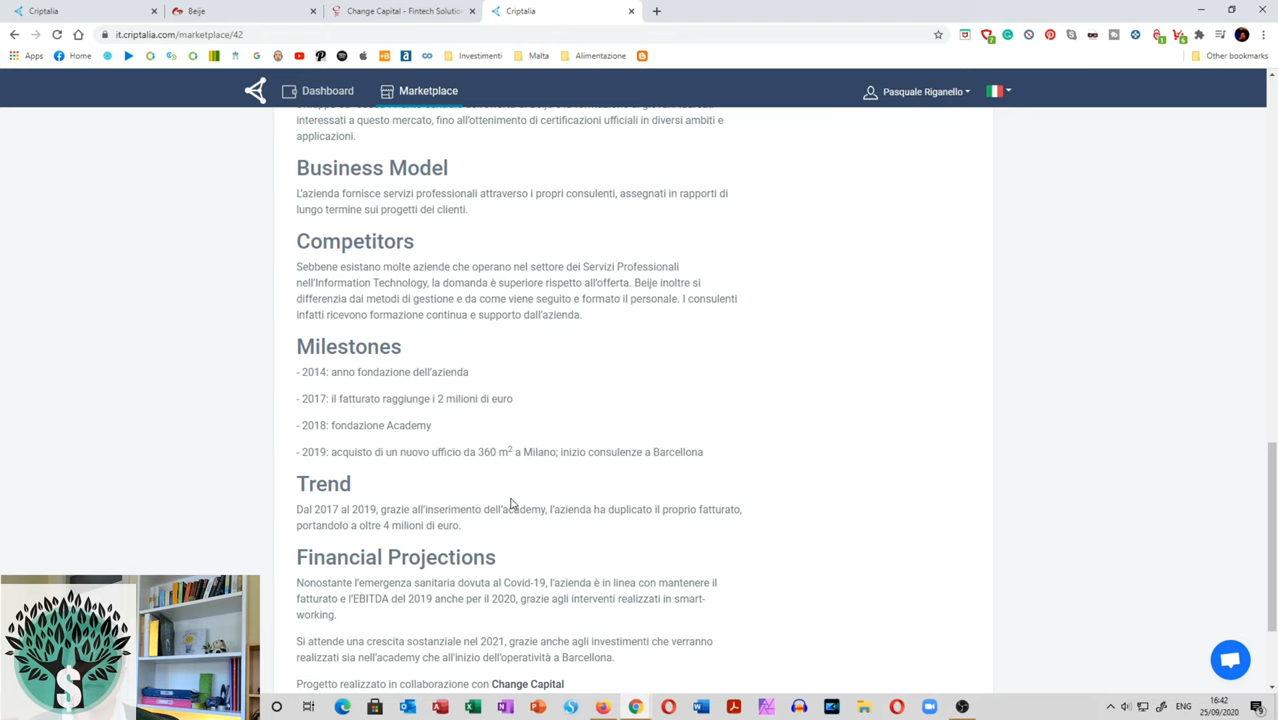 Criptalia
Beije
Change Capital - Fintech Solution
Criptalia
it.criptalia.com/marketplace/42
Apps
Home
Investimenti
Malta
Alimentazione
Other bookmarks
Dashboard
Marketplace
Pasquale Riganello
interessati a questo mercato, fino all'ottenimento di certificazioni ufficiali in diversi ambiti e
applicazioni.
Business Model
L'azienda fornisce servizi professionali attraverso i propri consulenti, assegnati in rapporti di
lungo termine sui progetti dei clienti.
Competitors
Sebbene esistano molte aziende che operano nel settore dei Servizi Professionali
nell'Information Technology, la domanda è superiore rispetto all'offerta. Beije inoltre si
differenzia dai metodi di gestione e da come viene seguito e formato il personale. I consulenti
infatti ricevono formazione continua e supporto dall'azienda.
Milestones
- 2014: anno fondazione dell'azienda
- 2017: il fatturato raggiunge i 2 milioni di euro
- 2018: fondazione Academy
- 2019: acquisto di un nuovo ufficio da 360 m² a Milano; inizio consulenze a Barcellona
Trend
Dal 2017 al 2019, grazie all'inserimento dell'academy, l'azienda ha duplicato il proprio fatturato,
portandolo a oltre 4 milioni di euro.
Financial Projections
Nonostante l'emergenza sanitaria dovuta al Covid-19, l'azienda è in linea con mantenere il
fatturato e l'EBITDA del 2019 anche per il 2020, grazie agli interventi realizzati in smart-
working.
Si attende una crescita sostanziale nel 2021, grazie anche agli investimenti che verranno
realizzati sia nell'academy che all'inizio dell'operatività a Barcellona.
Progetto realizzato in collaborazione con Change Capital
S
ENG
16:42
25/09/2020